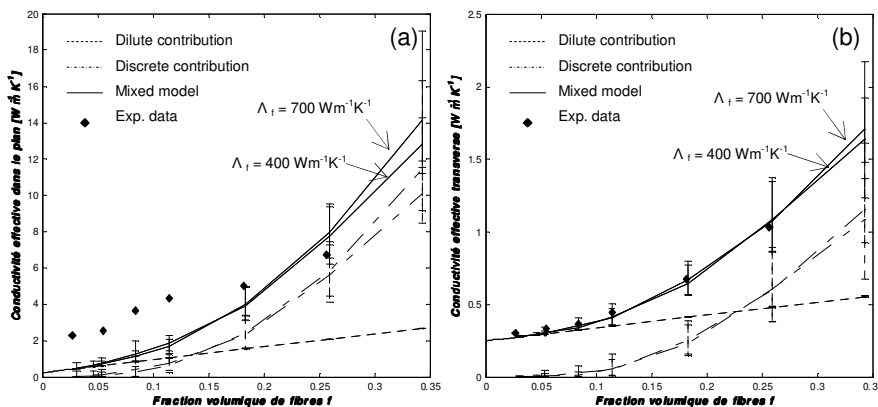 Conductivité effective dans le plan [W m⁻¹ K⁻¹]
20
18
16
14
12
10
8
6
4
2
0
(a)
Dilute contribution
Discrete contribution
Mixed model
Exp. data
Λ f = 700 Wm⁻¹K⁻¹
Λ f = 400 Wm⁻¹K⁻¹
0 0.05 0.1 0.15 0.2 0.25 0.3 0.35
Fraction volumique de fibres f
Conductivité effective transverse [W m⁻¹ K⁻¹]
2.5
2
1.5
1
0.5
0
(b)
Dilute contribution
Discrete contribution
Mixed model
Exp. data
Λ f = 700 Wm⁻¹K⁻¹
Λ f = 400 Wm⁻¹K⁻¹
0 0.05 0.1 0.15 0.2 0.25 0.3 0.35
Fraction volumique de fibres f